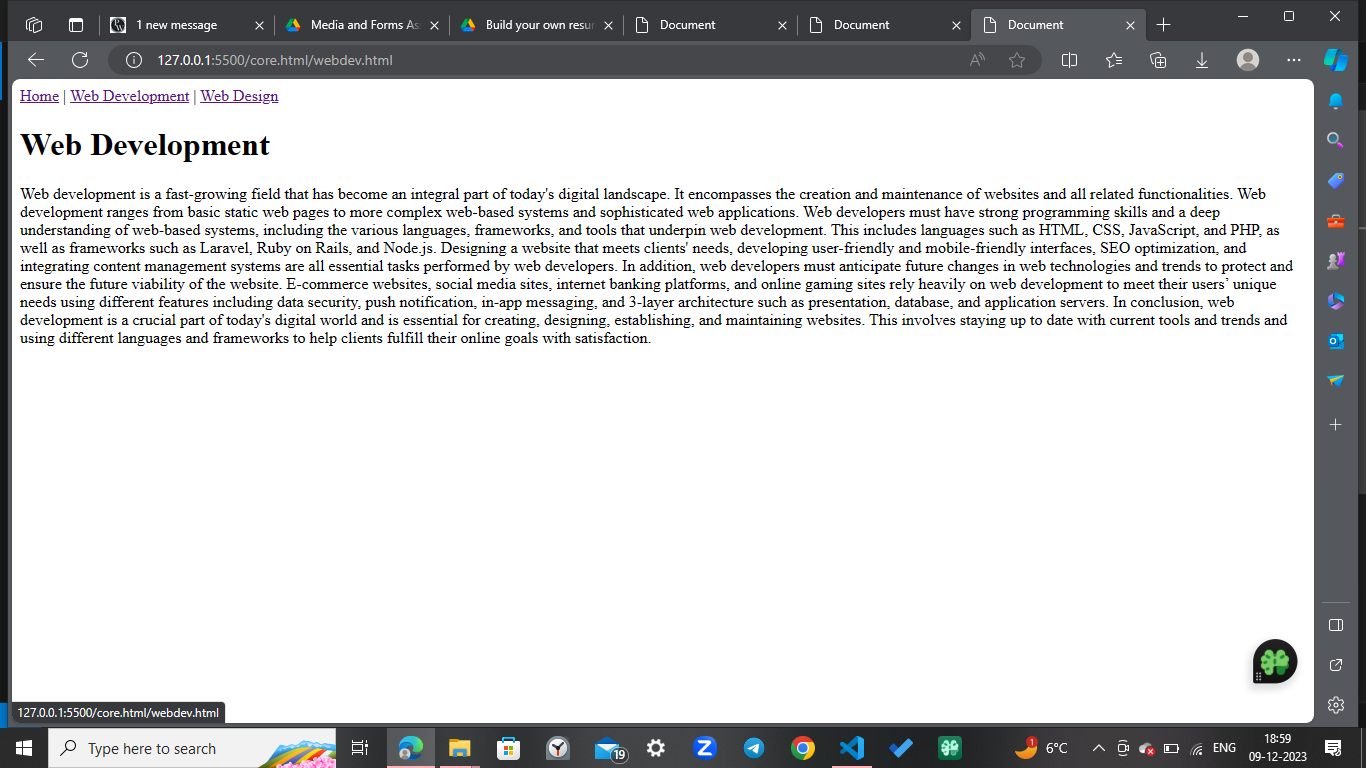 1 new message
Media and Forms As
Build your own resur
Document
Document
Document
127.0.0.1:5500/core.html/webdev.html
Home | Web Development | Web Design
Web Development
Web development is a fast-growing field that has become an integral part of today's digital landscape. It encompasses the creation and maintenance of websites and all related functionalities. Web
development ranges from basic static web pages to more complex web-based systems and sophisticated web applications. Web developers must have strong programming skills and a deep
understanding of web-based systems, including the various languages, frameworks, and tools that underpin web development. This includes languages such as HTML, CSS, JavaScript, and PHP, as
well as frameworks such as Laravel, Ruby on Rails, and Node.js. Designing a website that meets clients' needs, developing user-friendly and mobile-friendly interfaces, SEO optimization, and
integrating content management systems are all essential tasks performed by web developers. In addition, web developers must anticipate future changes in web technologies and trends to protect and
ensure the future viability of the website. E-commerce websites, social media sites, internet banking platforms, and online gaming sites rely heavily on web development to meet their users’ unique
needs using different features including data security, push notification, in-app messaging, and 3-layer architecture such as presentation, database, and application servers. In conclusion, web
development is a crucial part of today's digital world and is essential for creating, designing, establishing, and maintaining websites. This involves staying up to date with current tools and trends and
using different languages and frameworks to help clients fulfill their online goals with satisfaction.
127.0.0.1:5500/core.html/webdev.html
Type here to search
19
1
6°C
ENG
18:59
09-12-2023